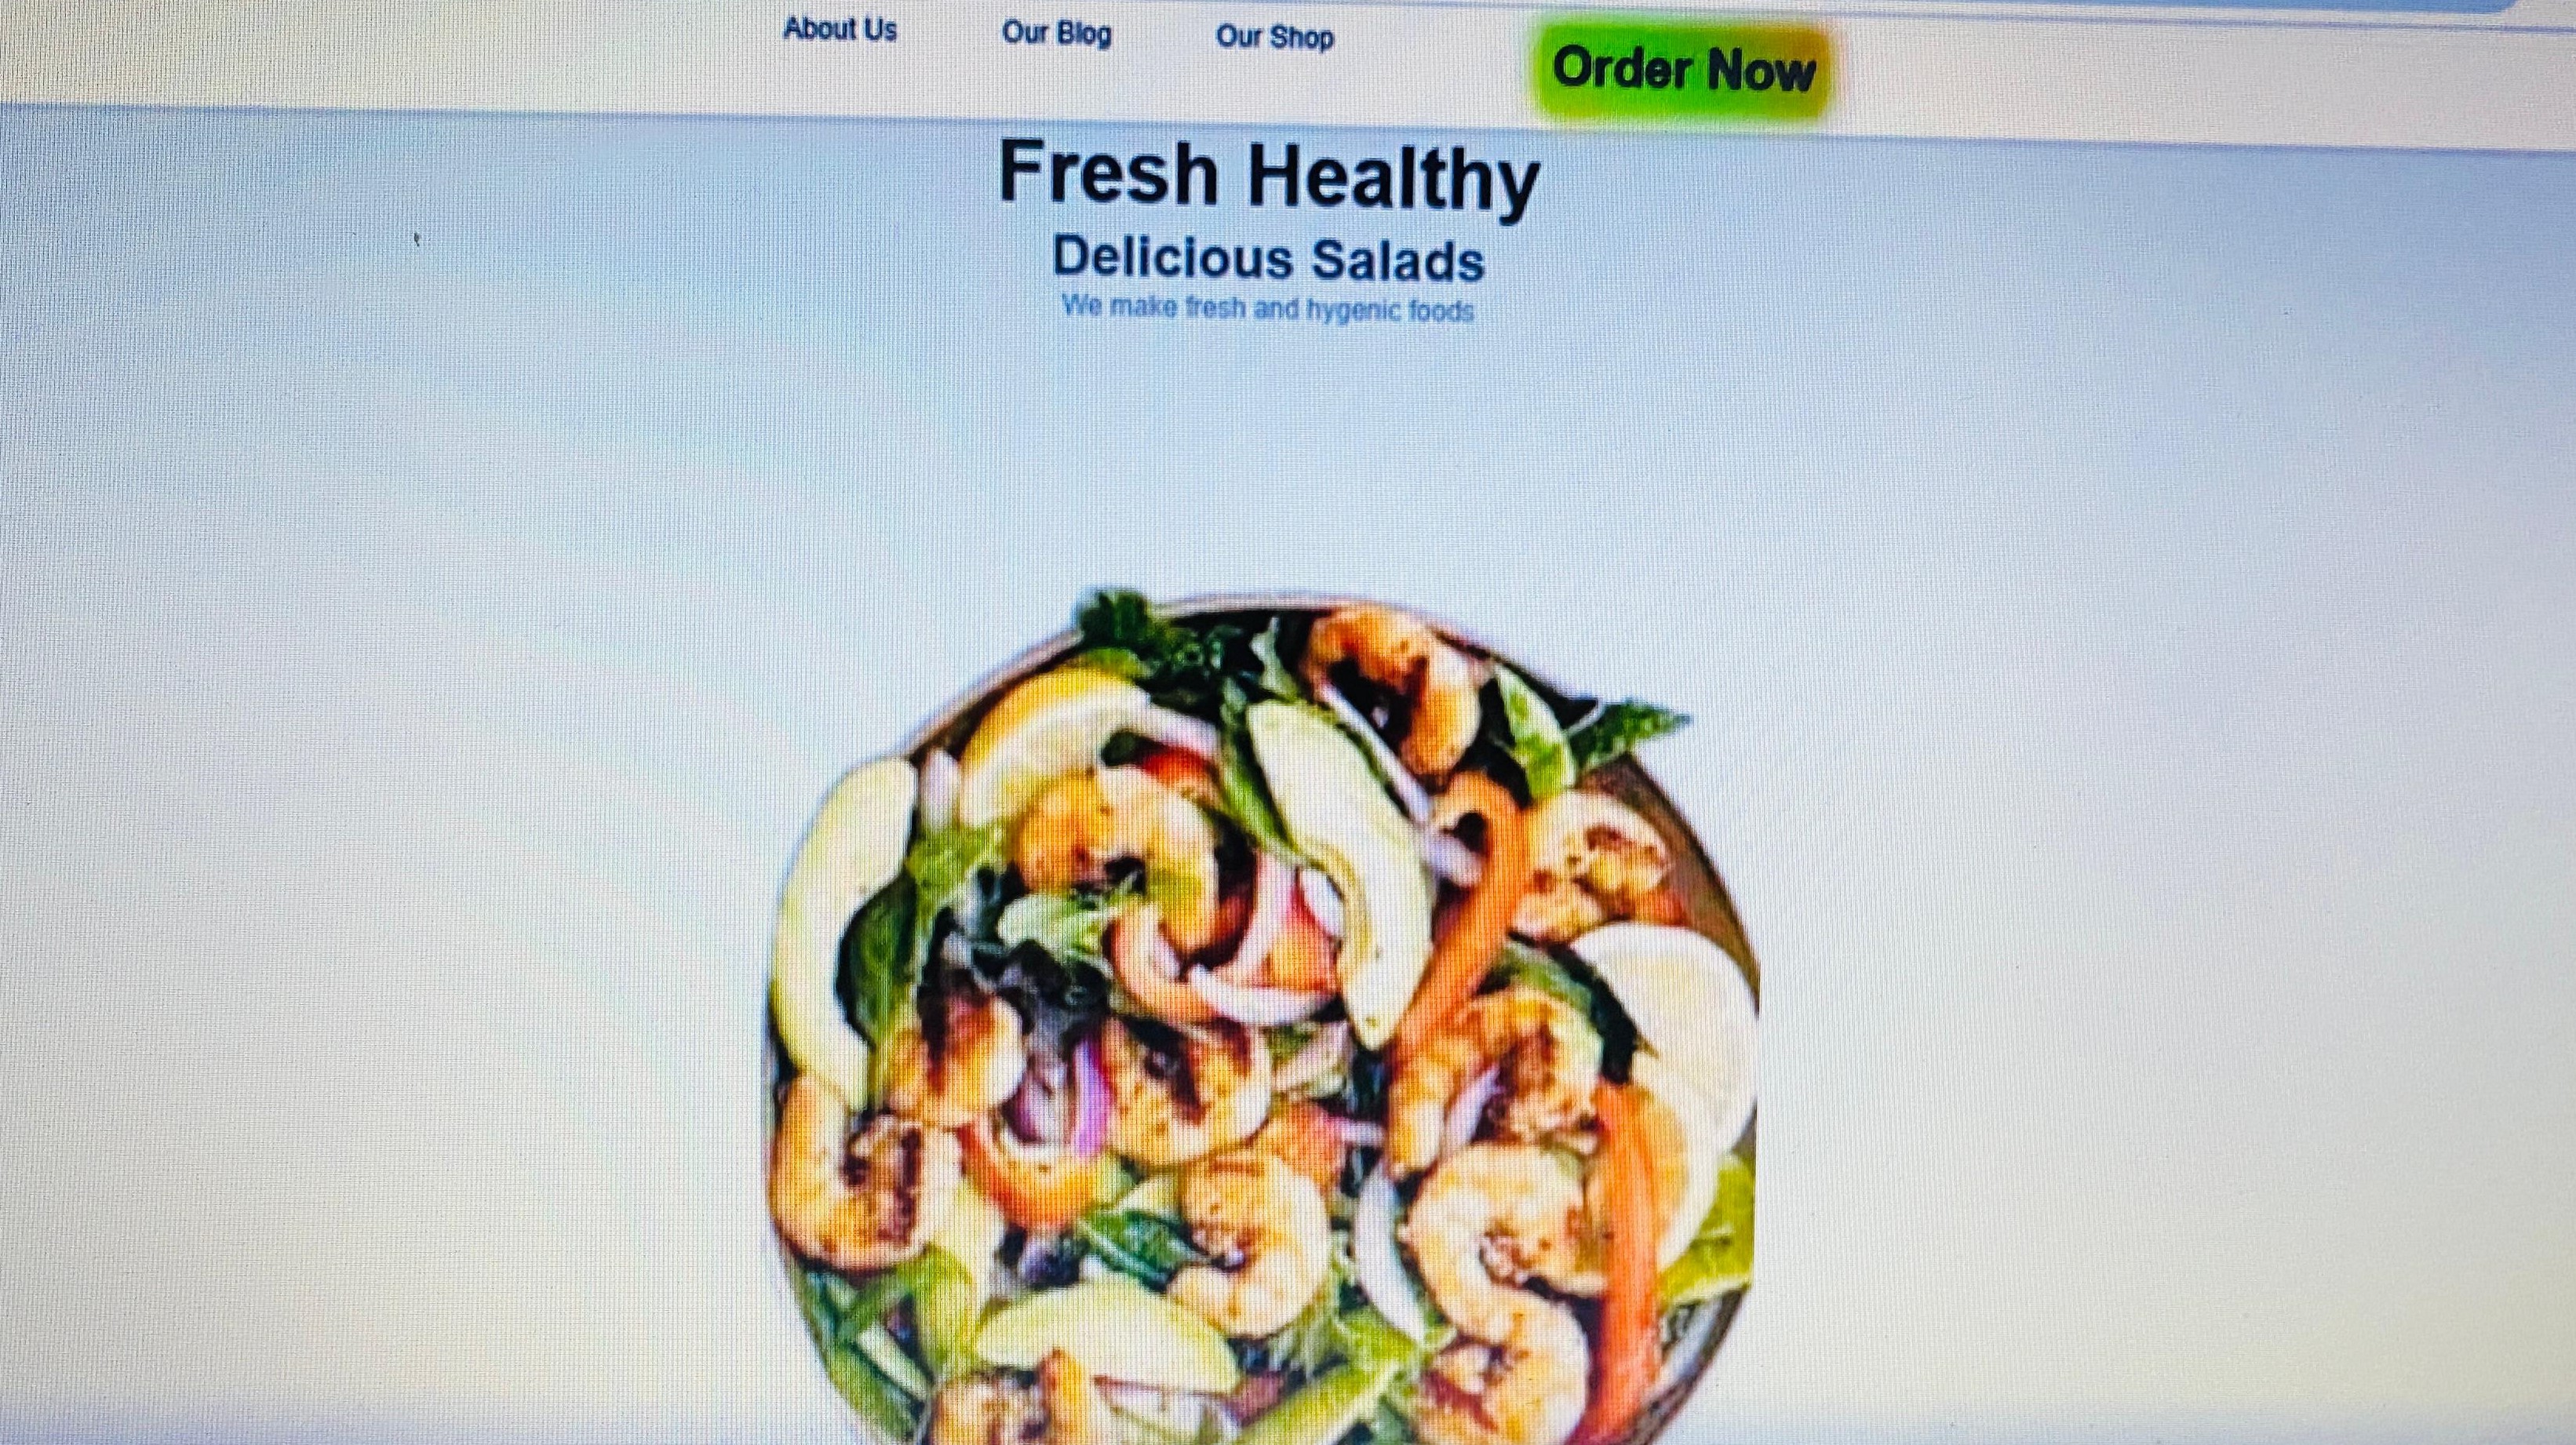 About Us Our Blog Our Shop Order Now
Fresh Healthy
Delicious Salads
We make fresh and hygenic foods